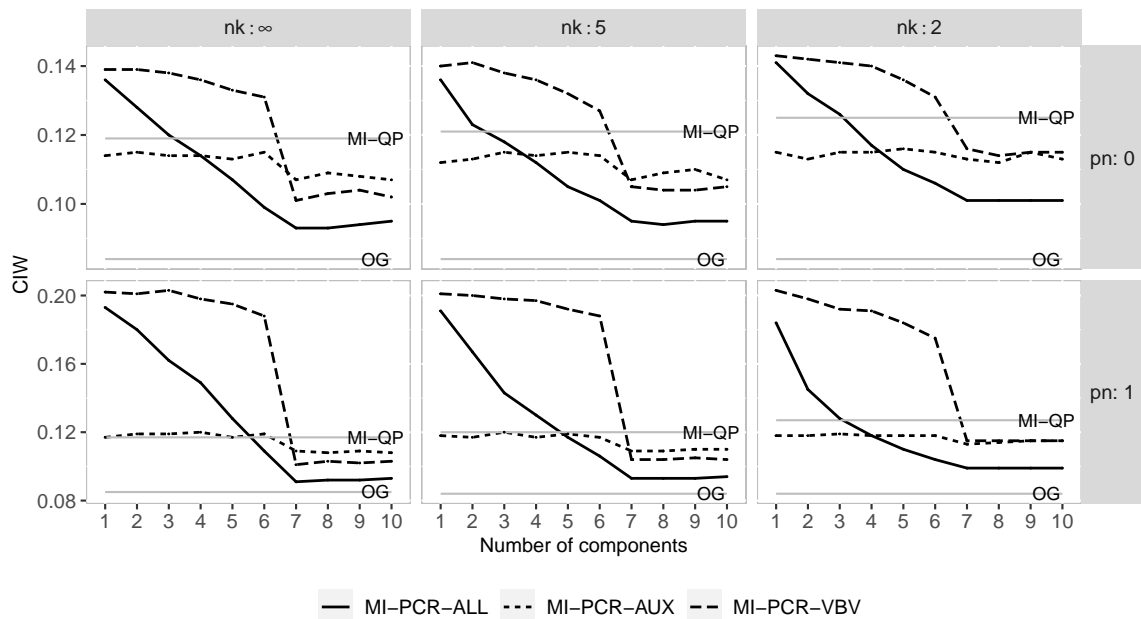 nk : ∞
nk : 5
nk : 2
0.14
0.12
0.10
MI−QP
OG
MI−QP
OG
MI−QP
OG
pn: 0
CIW
0.20
0.16
0.12
0.08
MI−QP
OG
MI−QP
OG
MI−QP
OG
pn: 1
1 2 3 4 5 6 7 8 9 10
1 2 3 4 5 6 7 8 9 10
1 2 3 4 5 6 7 8 9 10
Number of components
MI−PCR−ALL MI−PCR−AUX MI−PCR−VBV